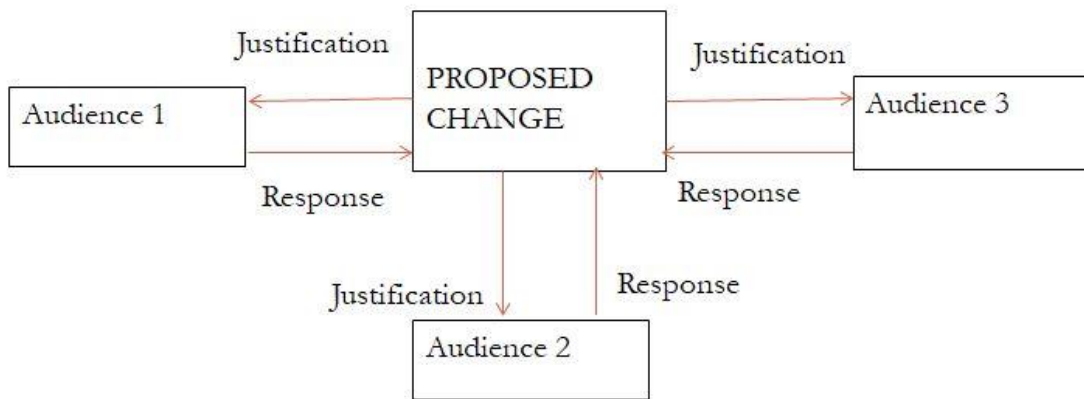 Justification
PROPOSED
CHANGE
Justification
Audience 1
Audience 3
Response
Response
Justification
Response
Audience 2